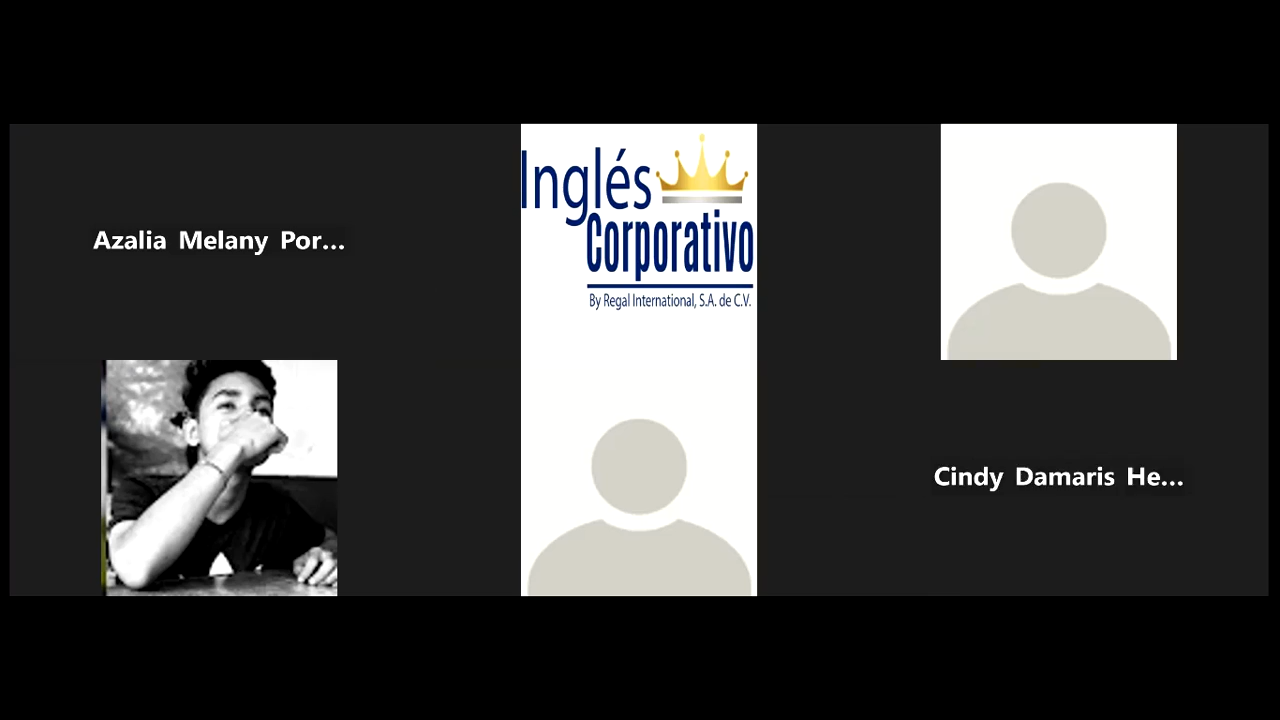 Azalia Melany Por...
Inglés
Corporativo
By Regal International, S.A. de C.V.
Cindy Damaris He...